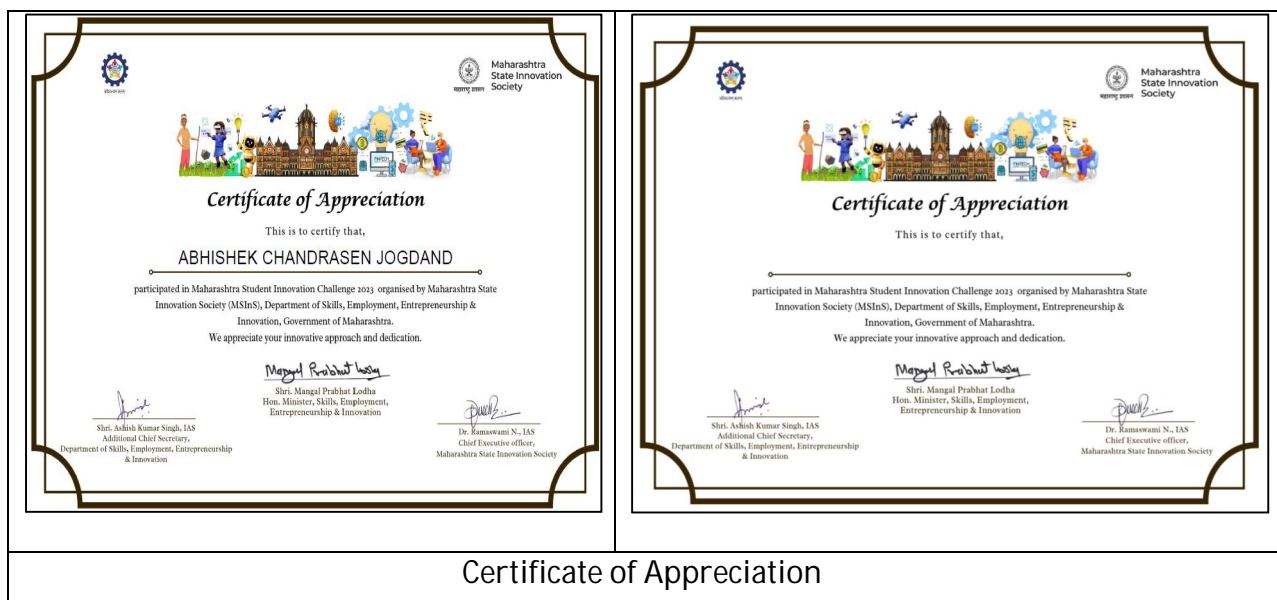 Maharashtra
State Innovation
Society
महाराष्ट्र शासन
FINTECH
Certificate of Appreciation
This is to certify that,
ABHISHEK CHANDRASEN JOGDAND
participated in Maharashtra Student Innovation Challenge 2023 organised by Maharashtra State
Innovation Society (MSInS), Department of Skills, Employment, Entrepreneurship &
Innovation, Government of Maharashtra.
We appreciate your innovative approach and dedication.
Shri. Mangal Prabhat Lodha
Hon. Minister, Skills, Employment,
Entrepreneurship & Innovation
Shri. Ashish Kumar Singh, IAS
Additional Chief Secretary,
Department of Skills, Employment, Entrepreneurship
& Innovation
Dr. Ramaswami N., IAS
Chief Executive officer,
Maharashtra State Innovation Society
Maharashtra
State Innovation
Society
महाराष्ट्र शासन
FINTECH
Certificate of Appreciation
This is to certify that,
participated in Maharashtra Student Innovation Challenge 2023 organised by Maharashtra State
Innovation Society (MSInS), Department of Skills, Employment, Entrepreneurship &
Innovation, Government of Maharashtra.
We appreciate your innovative approach and dedication.
Shri. Mangal Prabhat Lodha
Hon. Minister, Skills, Employment,
Entrepreneurship & Innovation
Shri. Ashish Kumar Singh, IAS
Additional Chief Secretary,
Department of Skills, Employment, Entrepreneurship
& Innovation
Dr. Ramaswami N., IAS
Chief Executive officer,
Maharashtra State Innovation Society
Certificate of Appreciation